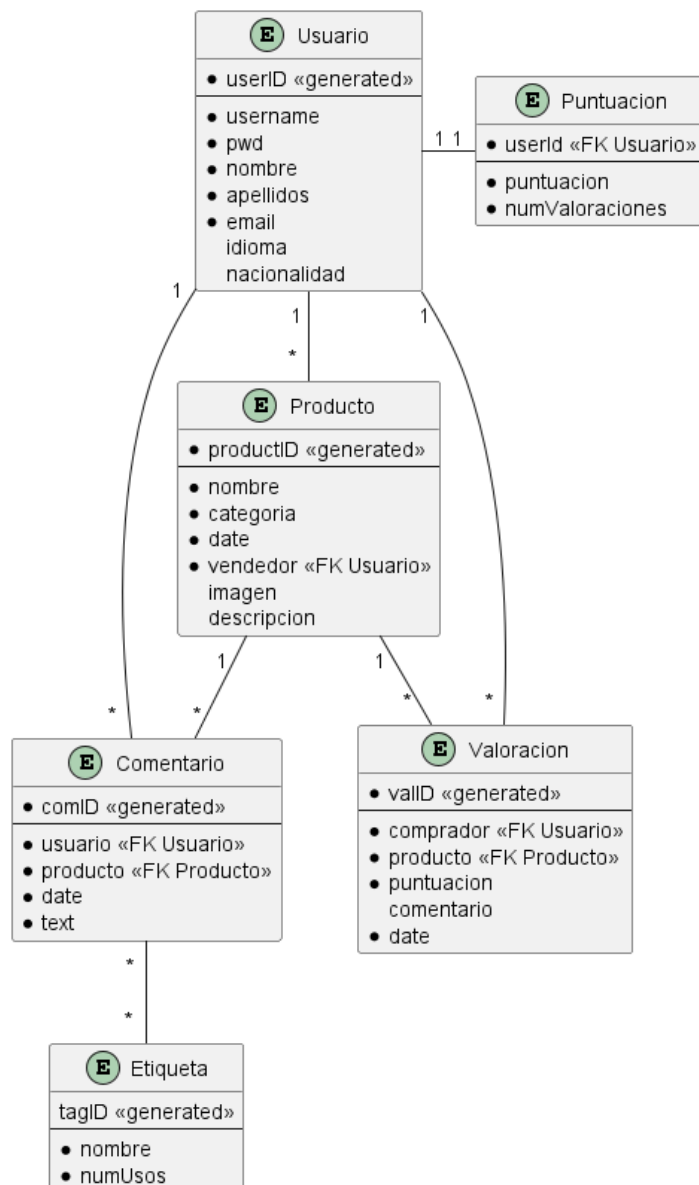 E Usuario
userID «generated»
username
pwd
nombre
apellidos
email
idioma
nacionalidad
E Puntuacion
userId «FK Usuario»
puntuacion
numValoraciones
1 1
1
1
1
*
E Producto
productID «generated»
nombre
categoria
date
vendedor «FK Usuario»
imagen
descripcion
1
1
*
*
*
*
E Comentario
comID «generated»
usuario «FK Usuario»
producto «FK Producto»
date
text
E Valoracion
valID «generated»
comprador «FK Usuario»
producto «FK Producto»
puntuacion
comentario
date
*
*
E Etiqueta
tagID «generated»
nombre
numUsos